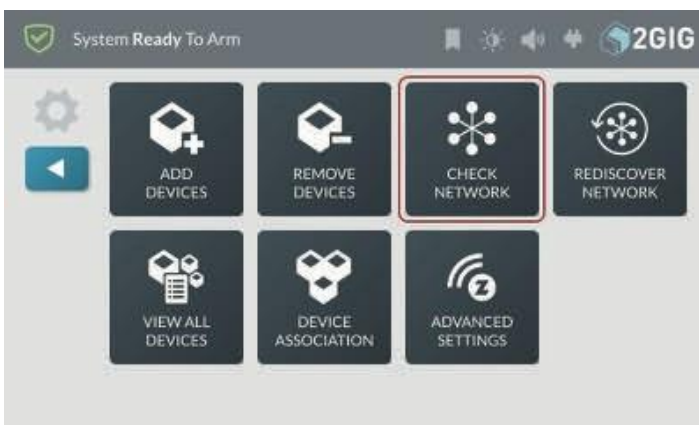 System Ready To Arm
2GIG
ADD
DEVICES
REMOVE
DEVICES
CHECK
NETWORK
REDISCOVER
NETWORK
VIEW ALL
DEVICES
DEVICE
ASSOCIATION
Z
ADVANCED
SETTINGS